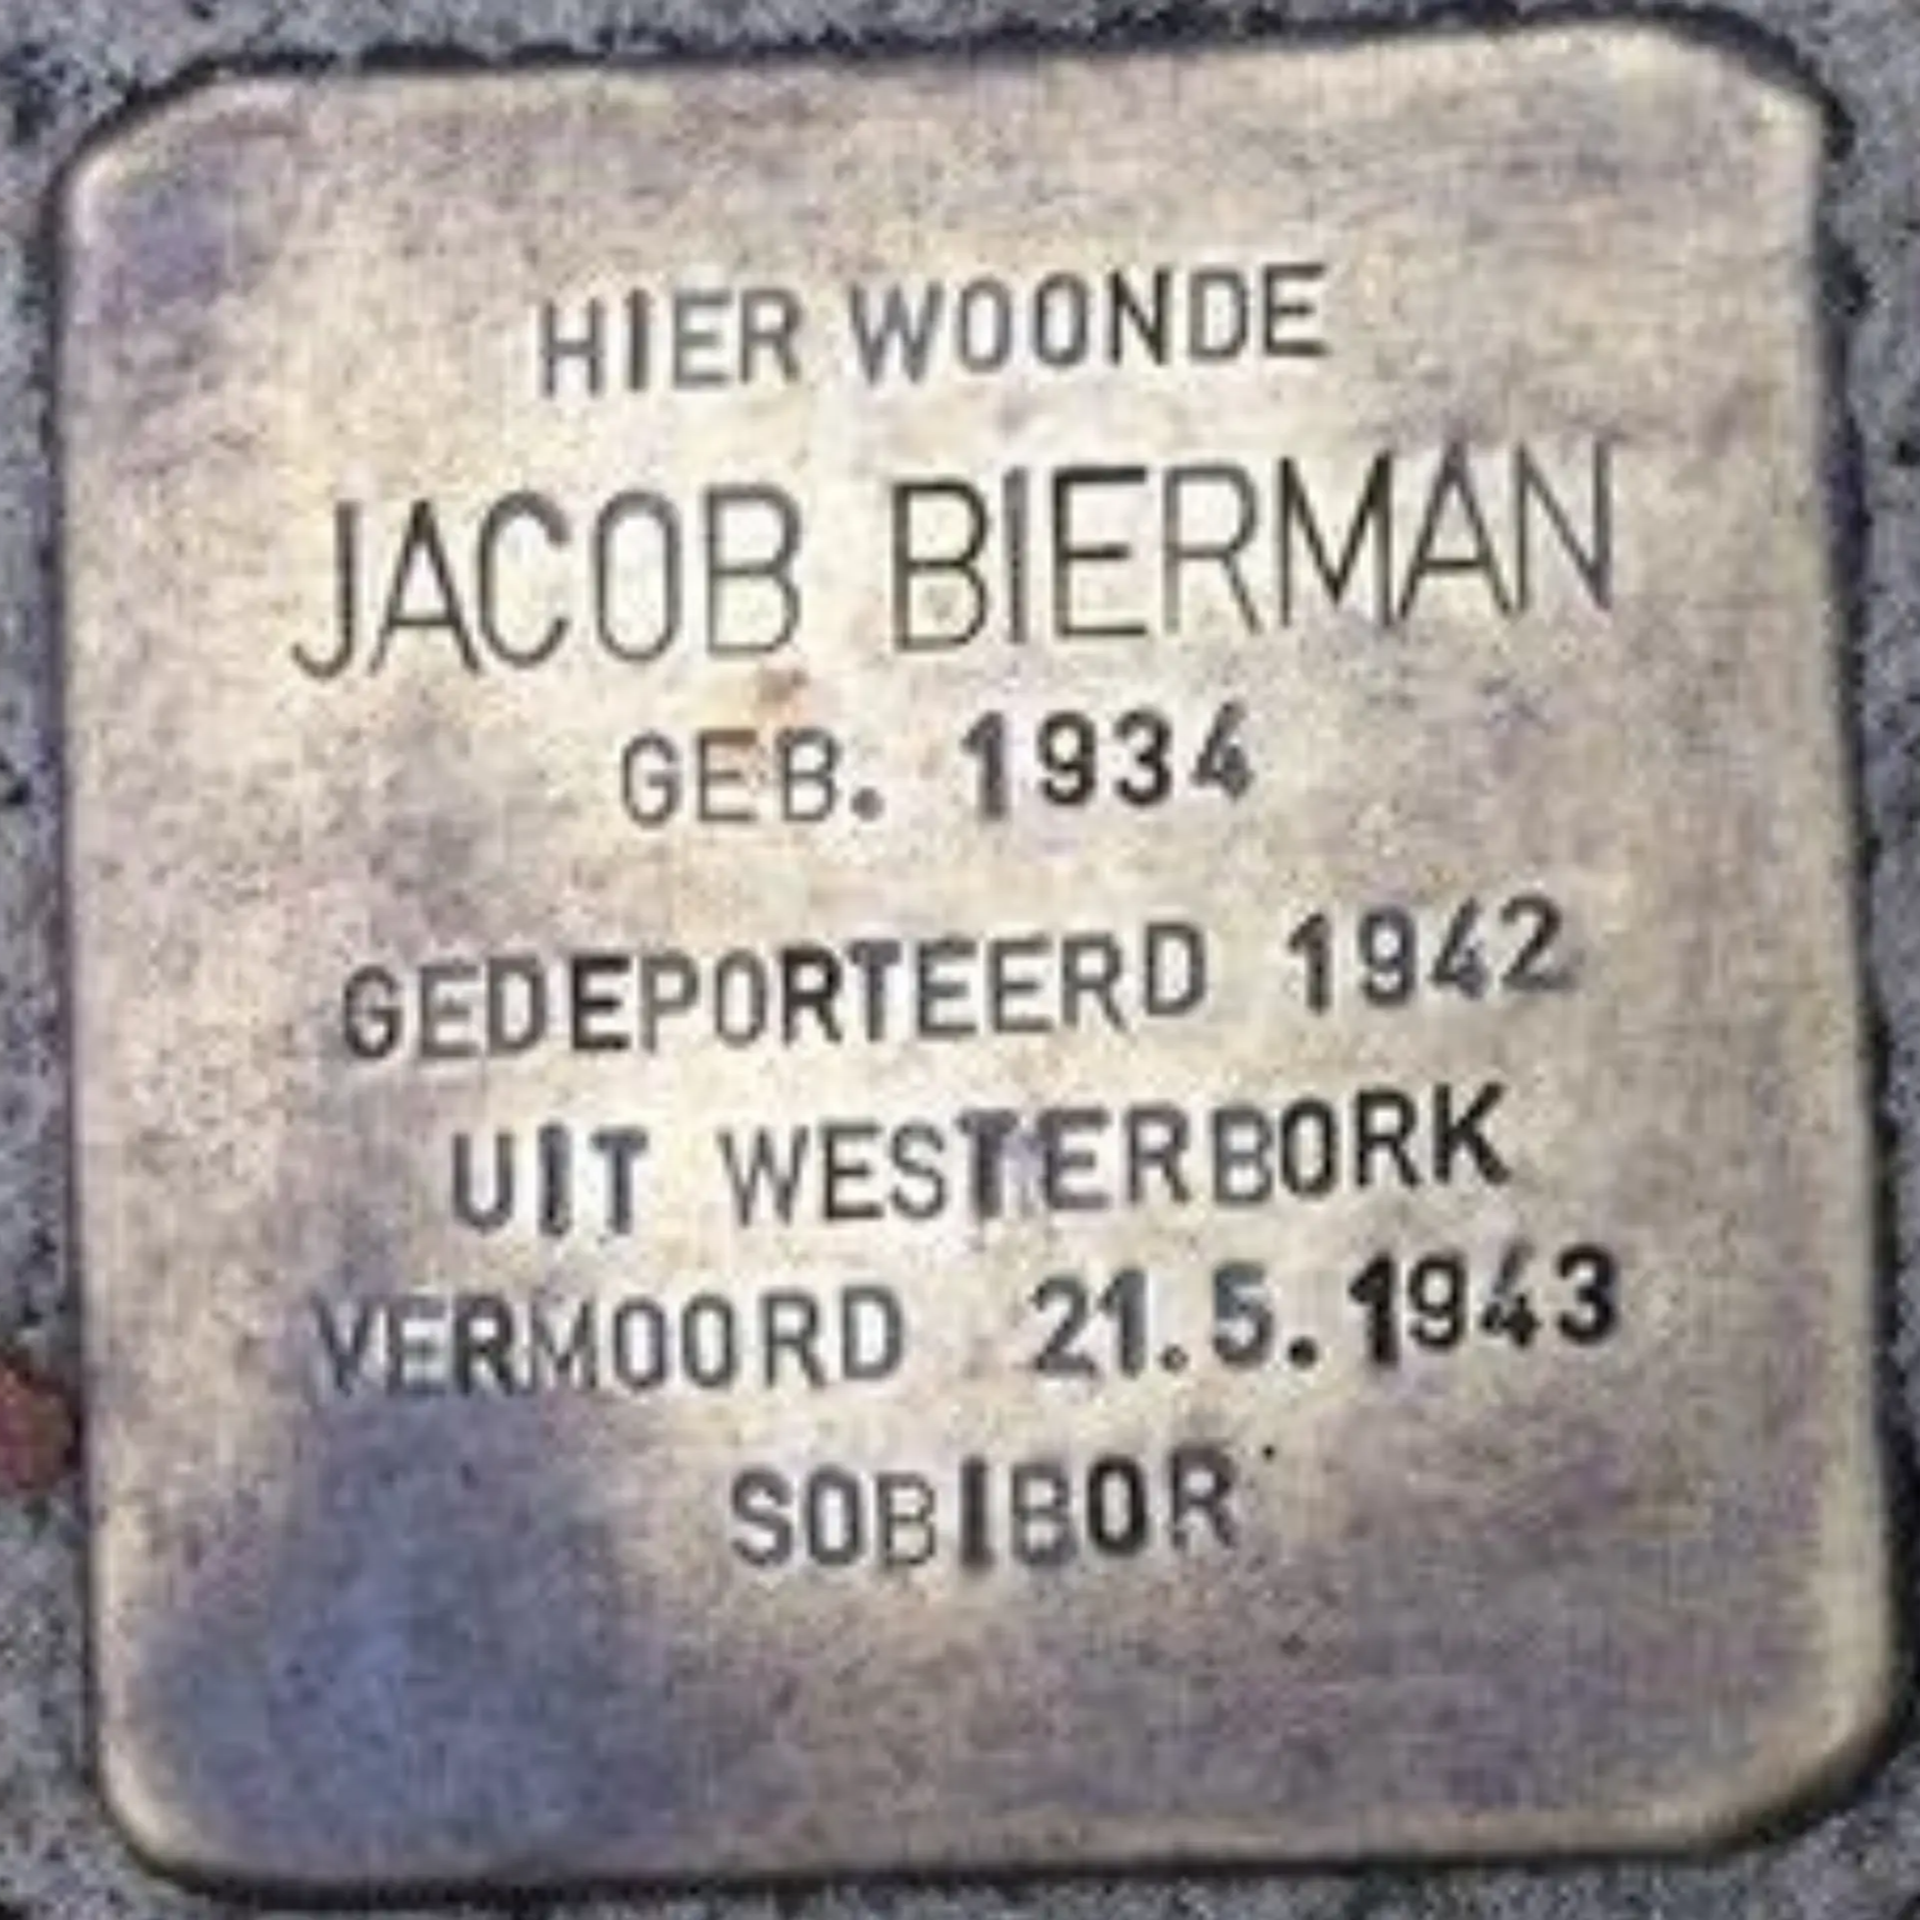 HIER WOONDE
JACOB BIERMAN
GEB. 1934
GEDEPORTEERD 1942
UIT WESTERBORK
VERMOORD 21.5.1943
SOBIBOR